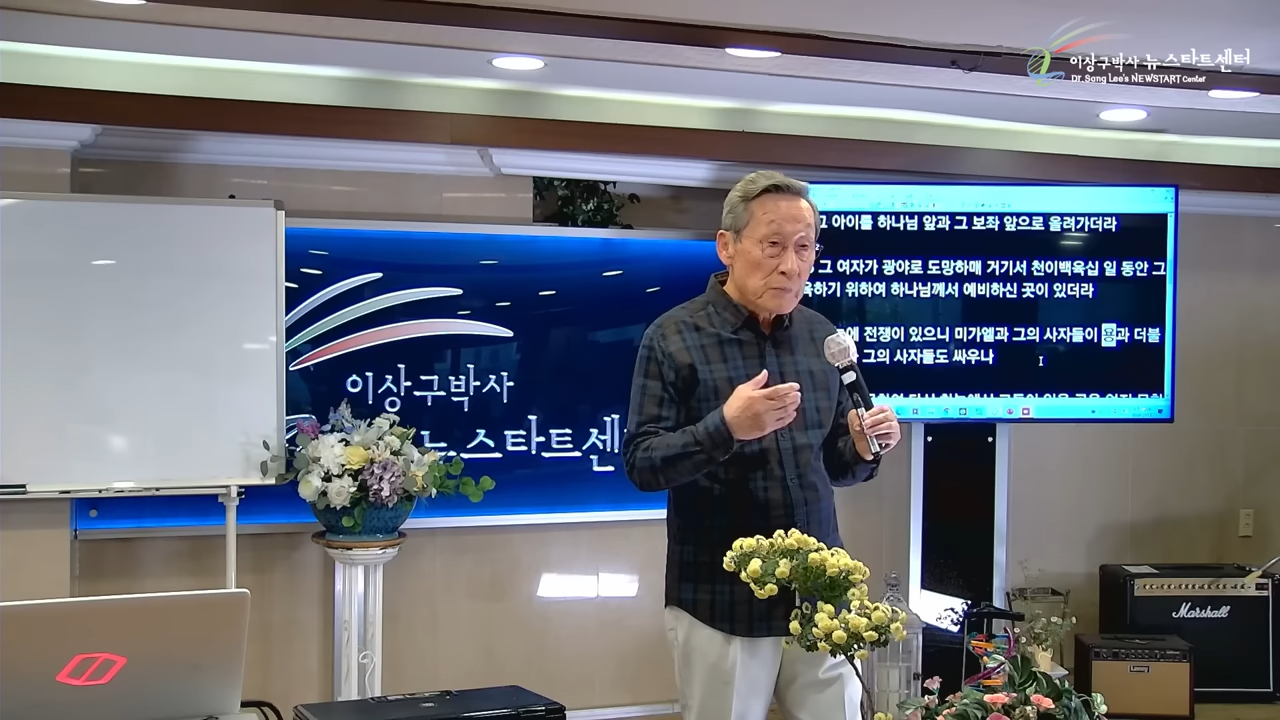 이상구박사 뉴스타트센터
Dr. Sang Lee's NEWSTART Center
그 아이를 하나님 앞과 그 보좌 앞으로 올려가더라
그 여자가 광야로 도망하매 거기서 천이백육십 일 동안 그
하기 위하여 하나님께서 예비하신 곳이 있더라
전쟁이 있으니 미가엘과 그의 사자들이 용과 더불
그의 사자들도 싸우나
이상구박사
뉴스타트센
Marshall
Laney